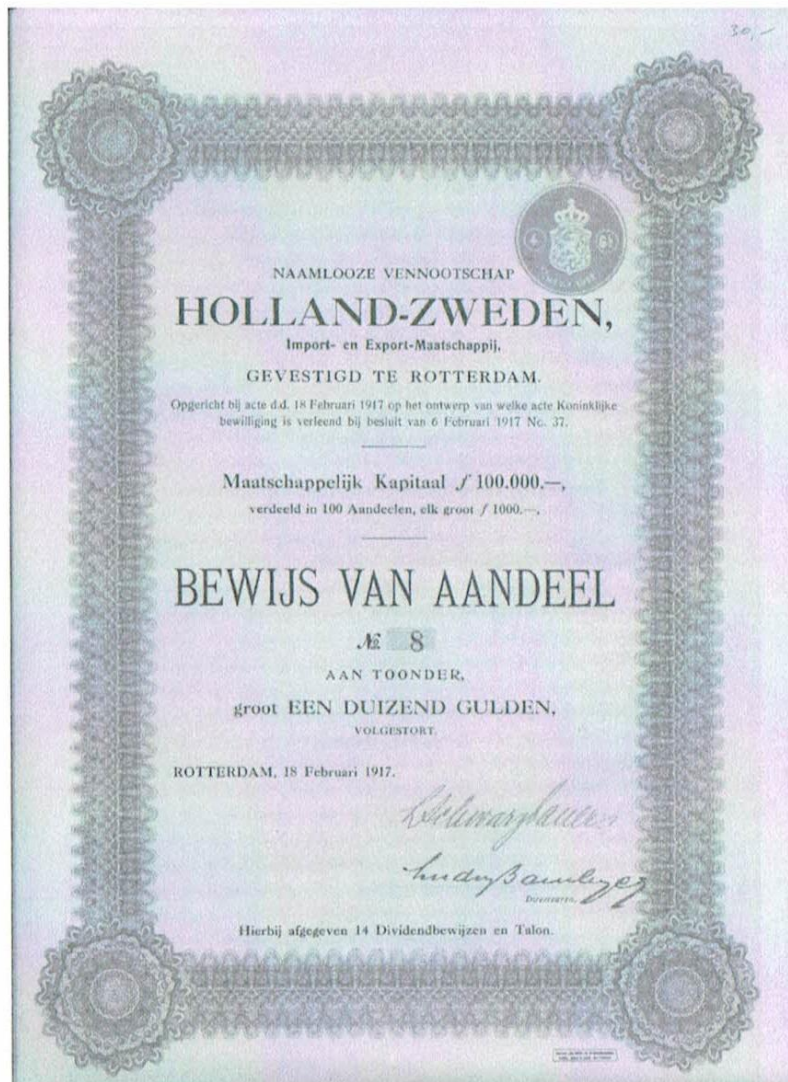 30,-
NAAMLOOZE VENNOOTSCHAP
HOLLAND-ZWEDEN,
Import- en Export-Maatschappij,
GEVESTIGD TE ROTTERDAM.
Opgericht bij acte d.d. 18 Februari 1917 op het ontwerp van welke acte Koninklijke
bewilliging is verleend bij besluit van 6 Februari 1917 No. 37.
Maatschappelijk Kapitaal ƒ 100.000.—,
verdeeld in 100 Aandeelen, elk groot ƒ 1000.—.
BEWIJS VAN AANDEEL
№ 8
AAN TOONDER,
groot EEN DUIZEND GULDEN,
VOLGESTORT.
ROTTERDAM, 18 Februari 1917.
Directeuren.
Hierbij afgegeven 14 Dividendbewijzen en Talon.